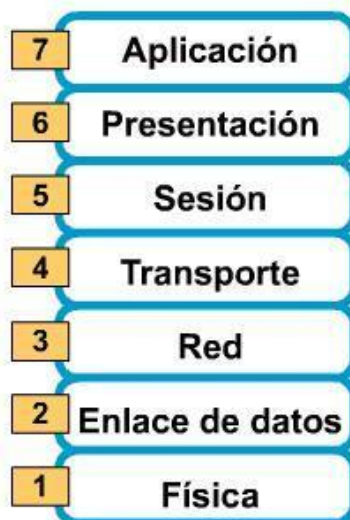 7 Aplicación
6 Presentación
5 Sesión
4 Transporte
3 Red
2 Enlace de datos
1 Física